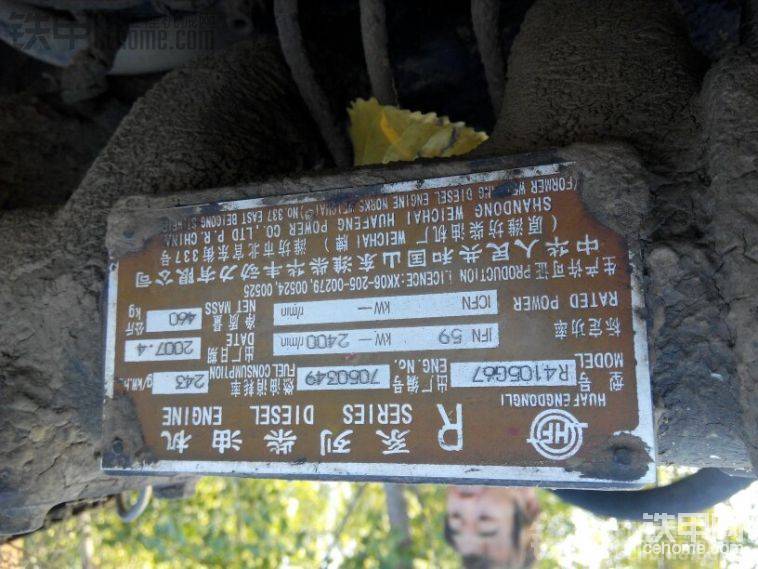 R 系列柴油机
SERIES DIESEL ENGINE
HF
HUAFENGDONGLI
型号 MODEL R4105G67
出厂编号 ENG.No. 7050349
燃油消耗率 FUEL CONSUMPTION 243 g/kW.h
标定功率 RATED POWER
IFN 59 kW— 2400 r/min
ICFN kW— r/min
出厂日期 DATE 2007.4
净质量 NET MASS 460 公斤 kg
生产许可证 PRODUCTION LICENCE: XK06-205-00279, 00524, 00525
中华人民共和国山东潍柴华丰动力有限公司
(原潍坊柴油机厂 WEICHAI 牌) 潍坊市北宫东街337号
SHANDONG WEICHAI HUAFENG POWER CO., LTD P.R. CHINA
(FORMER WEIFANG DIESEL ENGINE WORKS WEICHAI) No.337 EAST BEIGONG
铁甲网
cehome.com
铁甲网
cehome.com